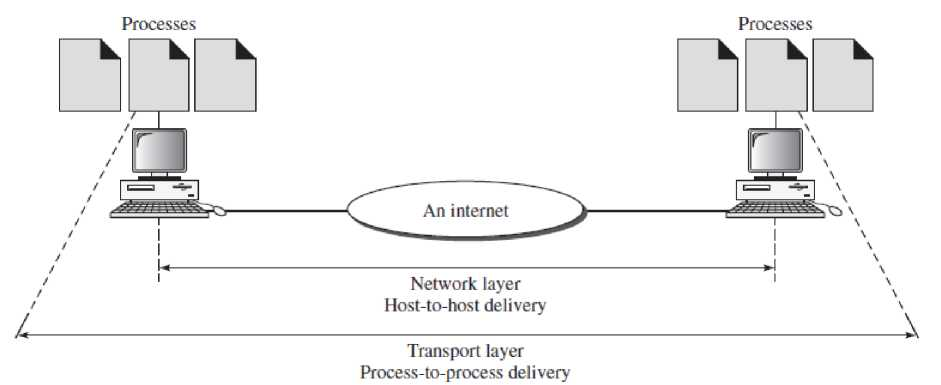 Processes
Processes
An internet
Network layer
Host-to-host delivery
Transport layer
Process-to-process delivery